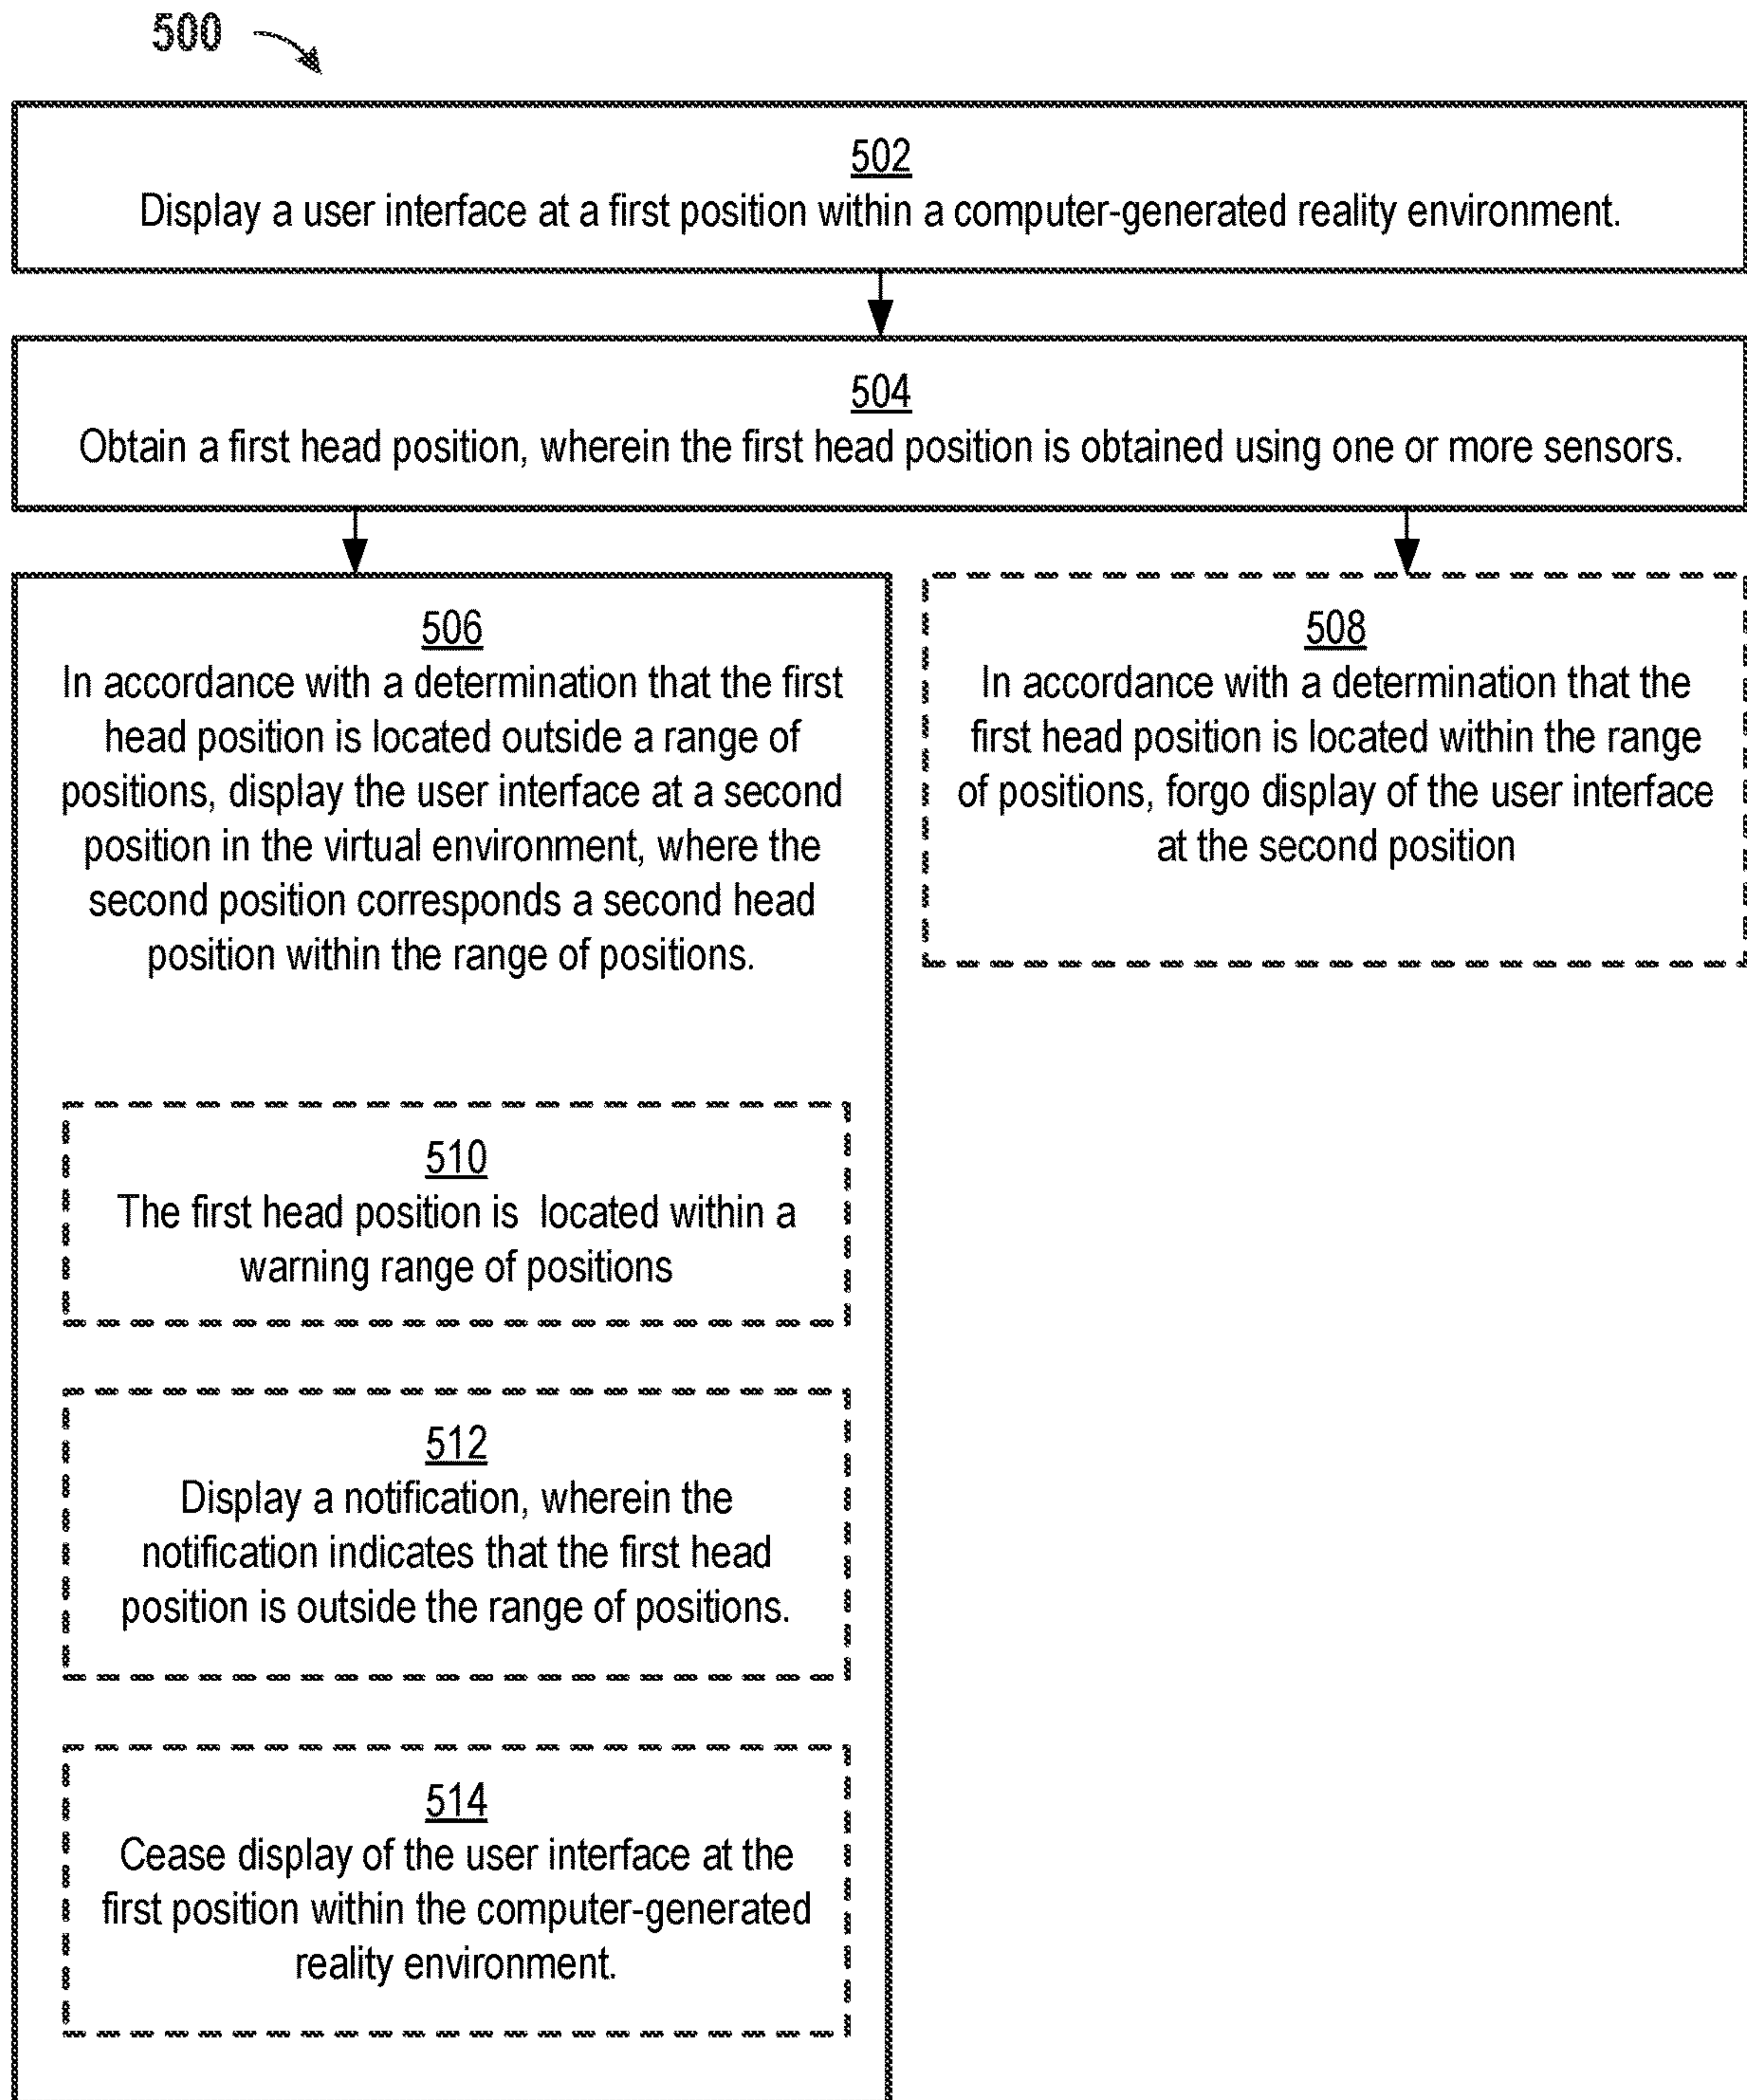 500
502
Display a user interface at a first position within a computer-generated reality environment.
504
Obtain a first head position, wherein the first head position is obtained using one or more sensors.
506
In accordance with a determination that the first
head position is located outside a range of
positions, display the user interface at a second
position in the virtual environment, where the
second position corresponds a second head
position within the range of positions.
508
In accordance with a determination that the
first head position is located within the range
of positions, forgo display of the user interface
at the second position
510
The first head position is located within a
warning range of positions
512
Display a notification, wherein the
notification indicates that the first head
position is outside the range of positions.
514
Cease display of the user interface at the
first position within the computer-generated
reality environment.